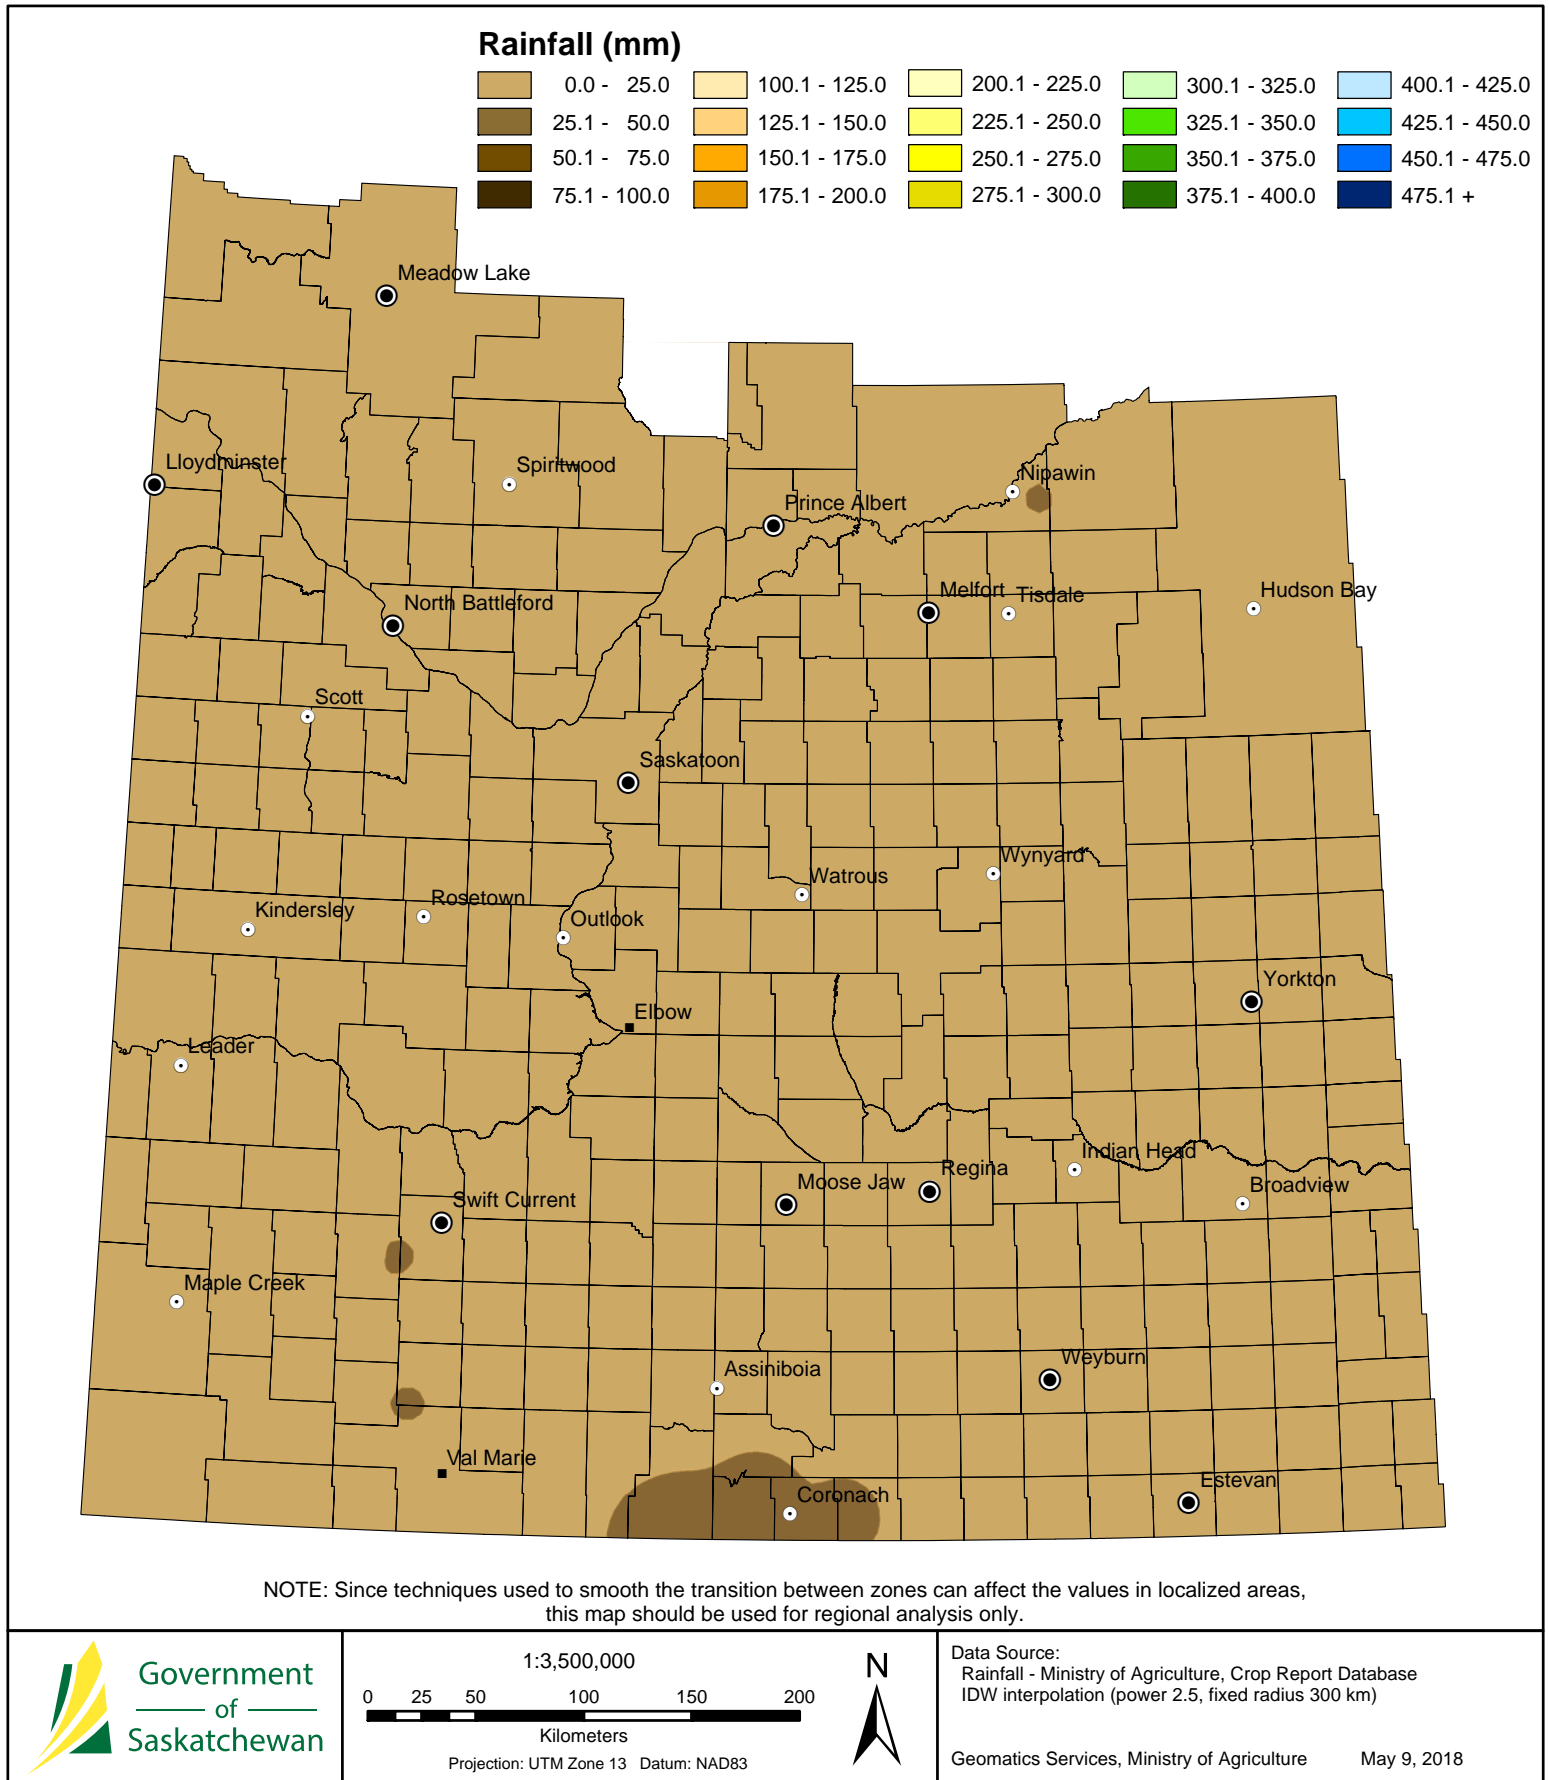 Rainfall (mm)
0.0 - 25.0
25.1 - 50.0
50.1 - 75.0
75.1 - 100.0
100.1 - 125.0
125.1 - 150.0
150.1 - 175.0
175.1 - 200.0
200.1 - 225.0
225.1 - 250.0
250.1 - 275.0
275.1 - 300.0
300.1 - 325.0
325.1 - 350.0
350.1 - 375.0
375.1 - 400.0
400.1 - 425.0
425.1 - 450.0
450.1 - 475.0
475.1 +
Meadow Lake
Lloydminster
Spiritwood
Nipawin
Prince Albert
Hudson Bay
Melfort
Tisdale
North Battleford
Scott
Saskatoon
Wynyard
Watrous
Rosetown
Kindersley
Outlook
Yorkton
Elbow
Leader
Indian Head
Regina
Moose Jaw
Broadview
Swift Current
Maple Creek
Weyburn
Assiniboia
Val Marie
Estevan
Coronach
NOTE: Since techniques used to smooth the transition between zones can affect the values in localized areas,
this map should be used for regional analysis only.
Government
of
Saskatchewan
1:3,500,000
0 25 50 100 150 200
Kilometers
Projection: UTM Zone 13 Datum: NAD83
N
Data Source:
Rainfall - Ministry of Agriculture, Crop Report Database
IDW interpolation (power 2.5, fixed radius 300 km)
Geomatics Services, Ministry of Agriculture May 9, 2018